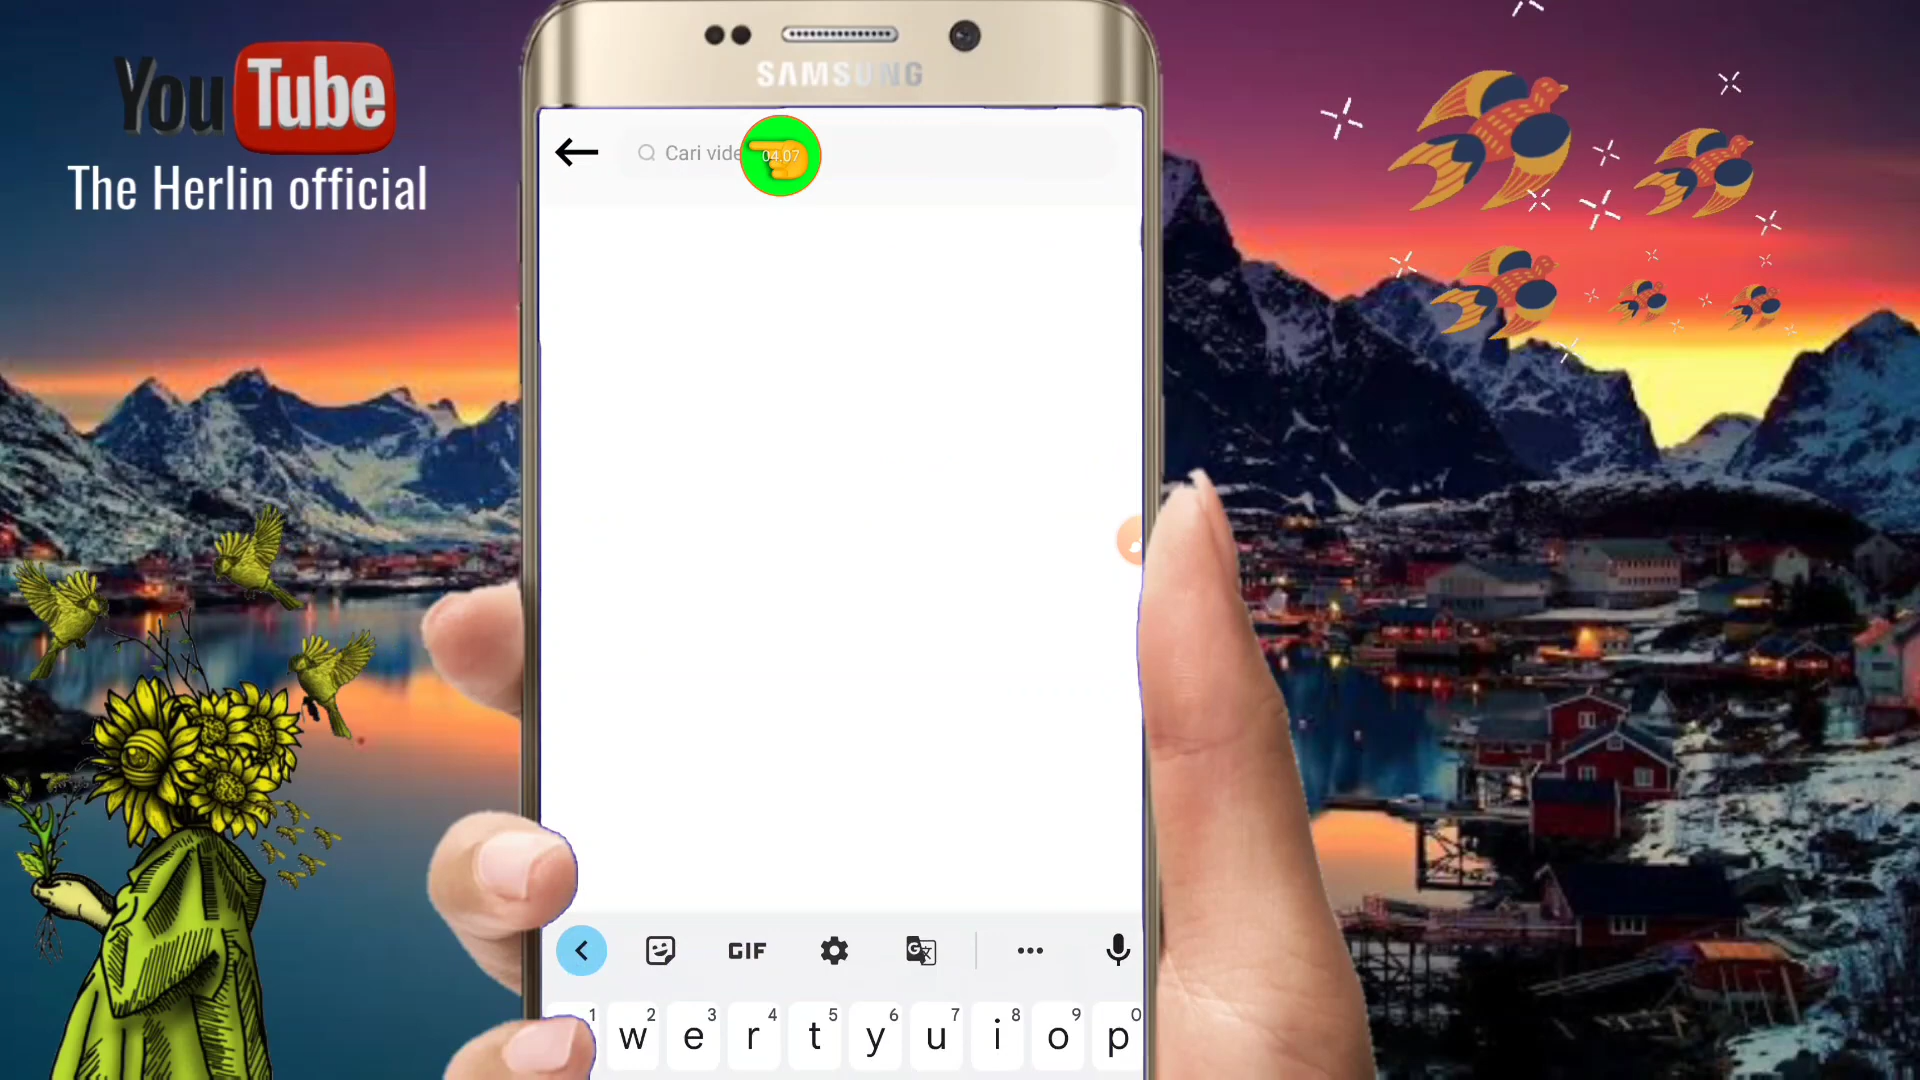 YouTube
The Herlin official
SAMSUNG
Cari vide
04.07
GIF
G
1 2 3 4 5 6 7 8 9 0
w e r t y u i o p